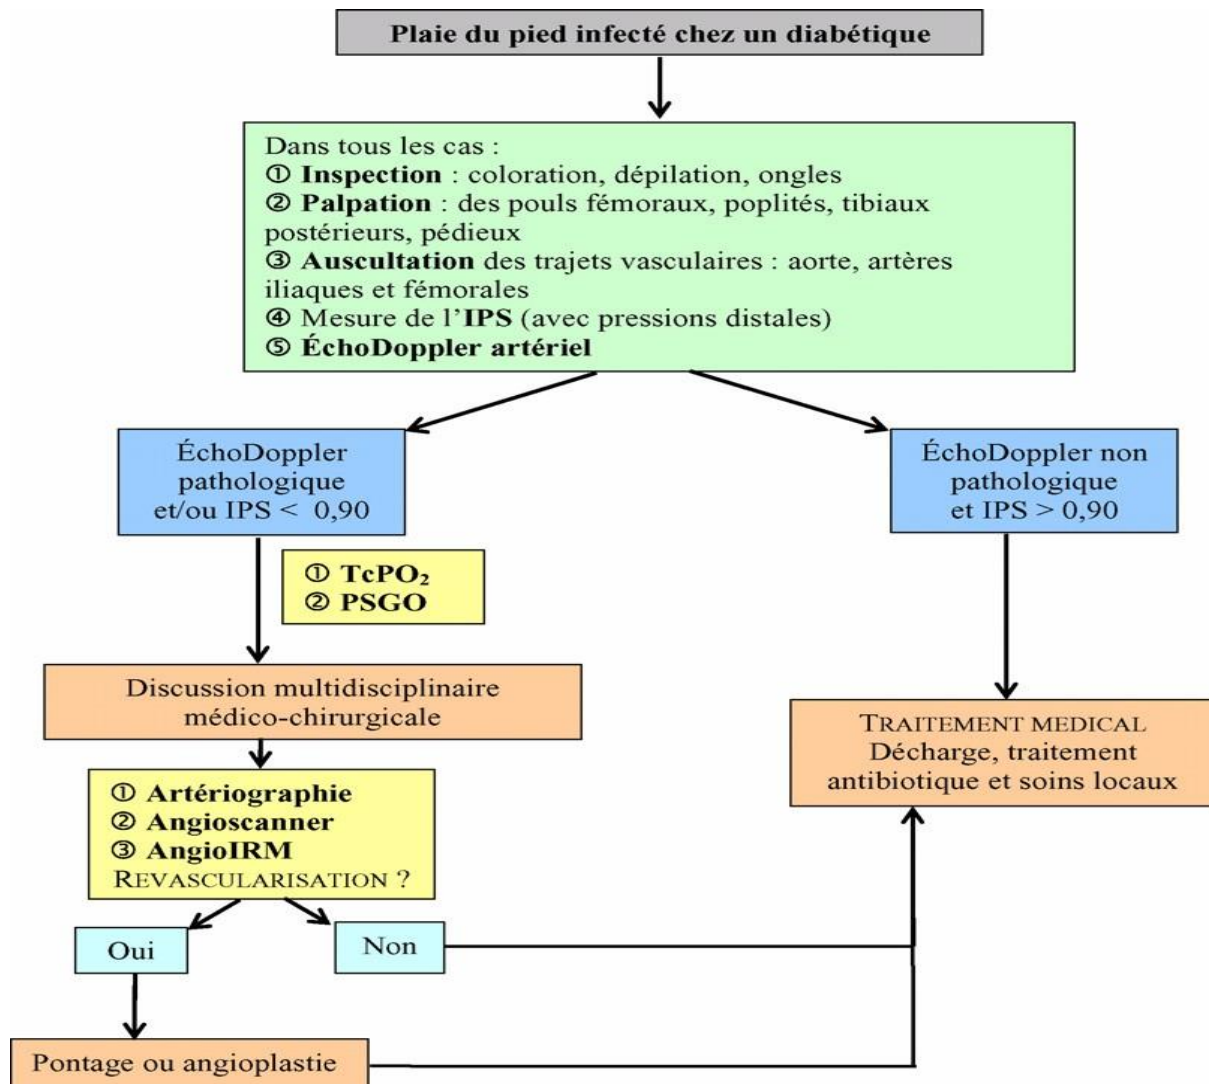 Plaie du pied infecté chez un diabétique
Dans tous les cas :
① Inspection : coloration, dépilation, ongles
② Palpation : des pouls fémoraux, poplités, tibiaux
postérieurs, pédieux
③ Auscultation des trajets vasculaires : aorte, artères
iliaques et fémorales
④ Mesure de l’IPS (avec pressions distales)
⑤ ÉchoDoppler artériel
ÉchoDoppler
pathologique
et/ou IPS < 0,90
ÉchoDoppler non
pathologique
et IPS > 0,90
① TcPO₂
② PSGO
Discussion multidisciplinaire
médico-chirurgicale
TRAITEMENT MEDICAL
Décharge, traitement
antibiotique et soins locaux
① Artériographie
② Angioscanner
③ AngioIRM
REVASCULARISATION ?
Oui
Non
Pontage ou angioplastie